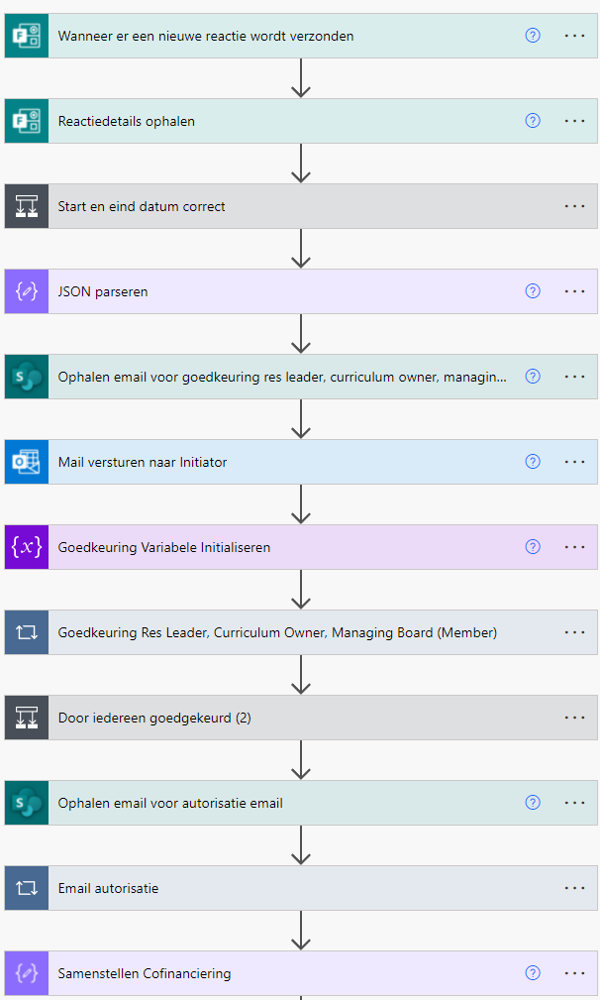 Wanneer er een nieuwe reactie wordt verzonden
Reactiedetails ophalen
Start en eind datum correct
JSON parseren
Ophalen email voor goedkeuring res leader, curriculum owner, managin...
Mail versturen naar Initiator
Goedkeuring Variabele Initialiseren
Goedkeuring Res Leader, Curriculum Owner, Managing Board (Member)
Door iedereen goedgekeurd (2)
Ophalen email voor autorisatie email
Email autorisatie
Samenstellen Cofinanciering